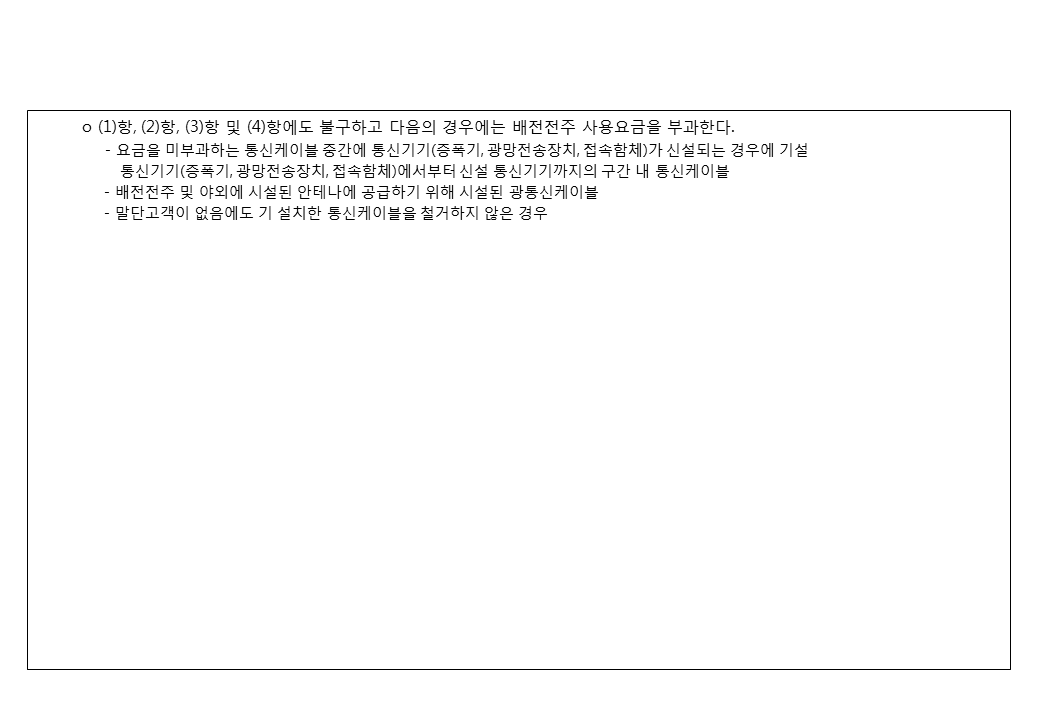 ㅇ (1)항, (2)항, (3)항 및 (4)항에도 불구하고 다음의 경우에는 배전전주 사용요금을 부과한다.
- 요금을 미부과하는 통신케이블 중간에 통신기기(증폭기, 광망전송장치, 접속함체)가 신설되는 경우에 기설
통신기기(증폭기, 광망전송장치, 접속함체)에서부터 신설 통신기기까지의 구간 내 통신케이블
- 배전전주 및 야외에 시설된 안테나에 공급하기 위해 시설된 광통신케이블
- 말단고객이 없음에도 기 설치한 통신케이블을 철거하지 않은 경우